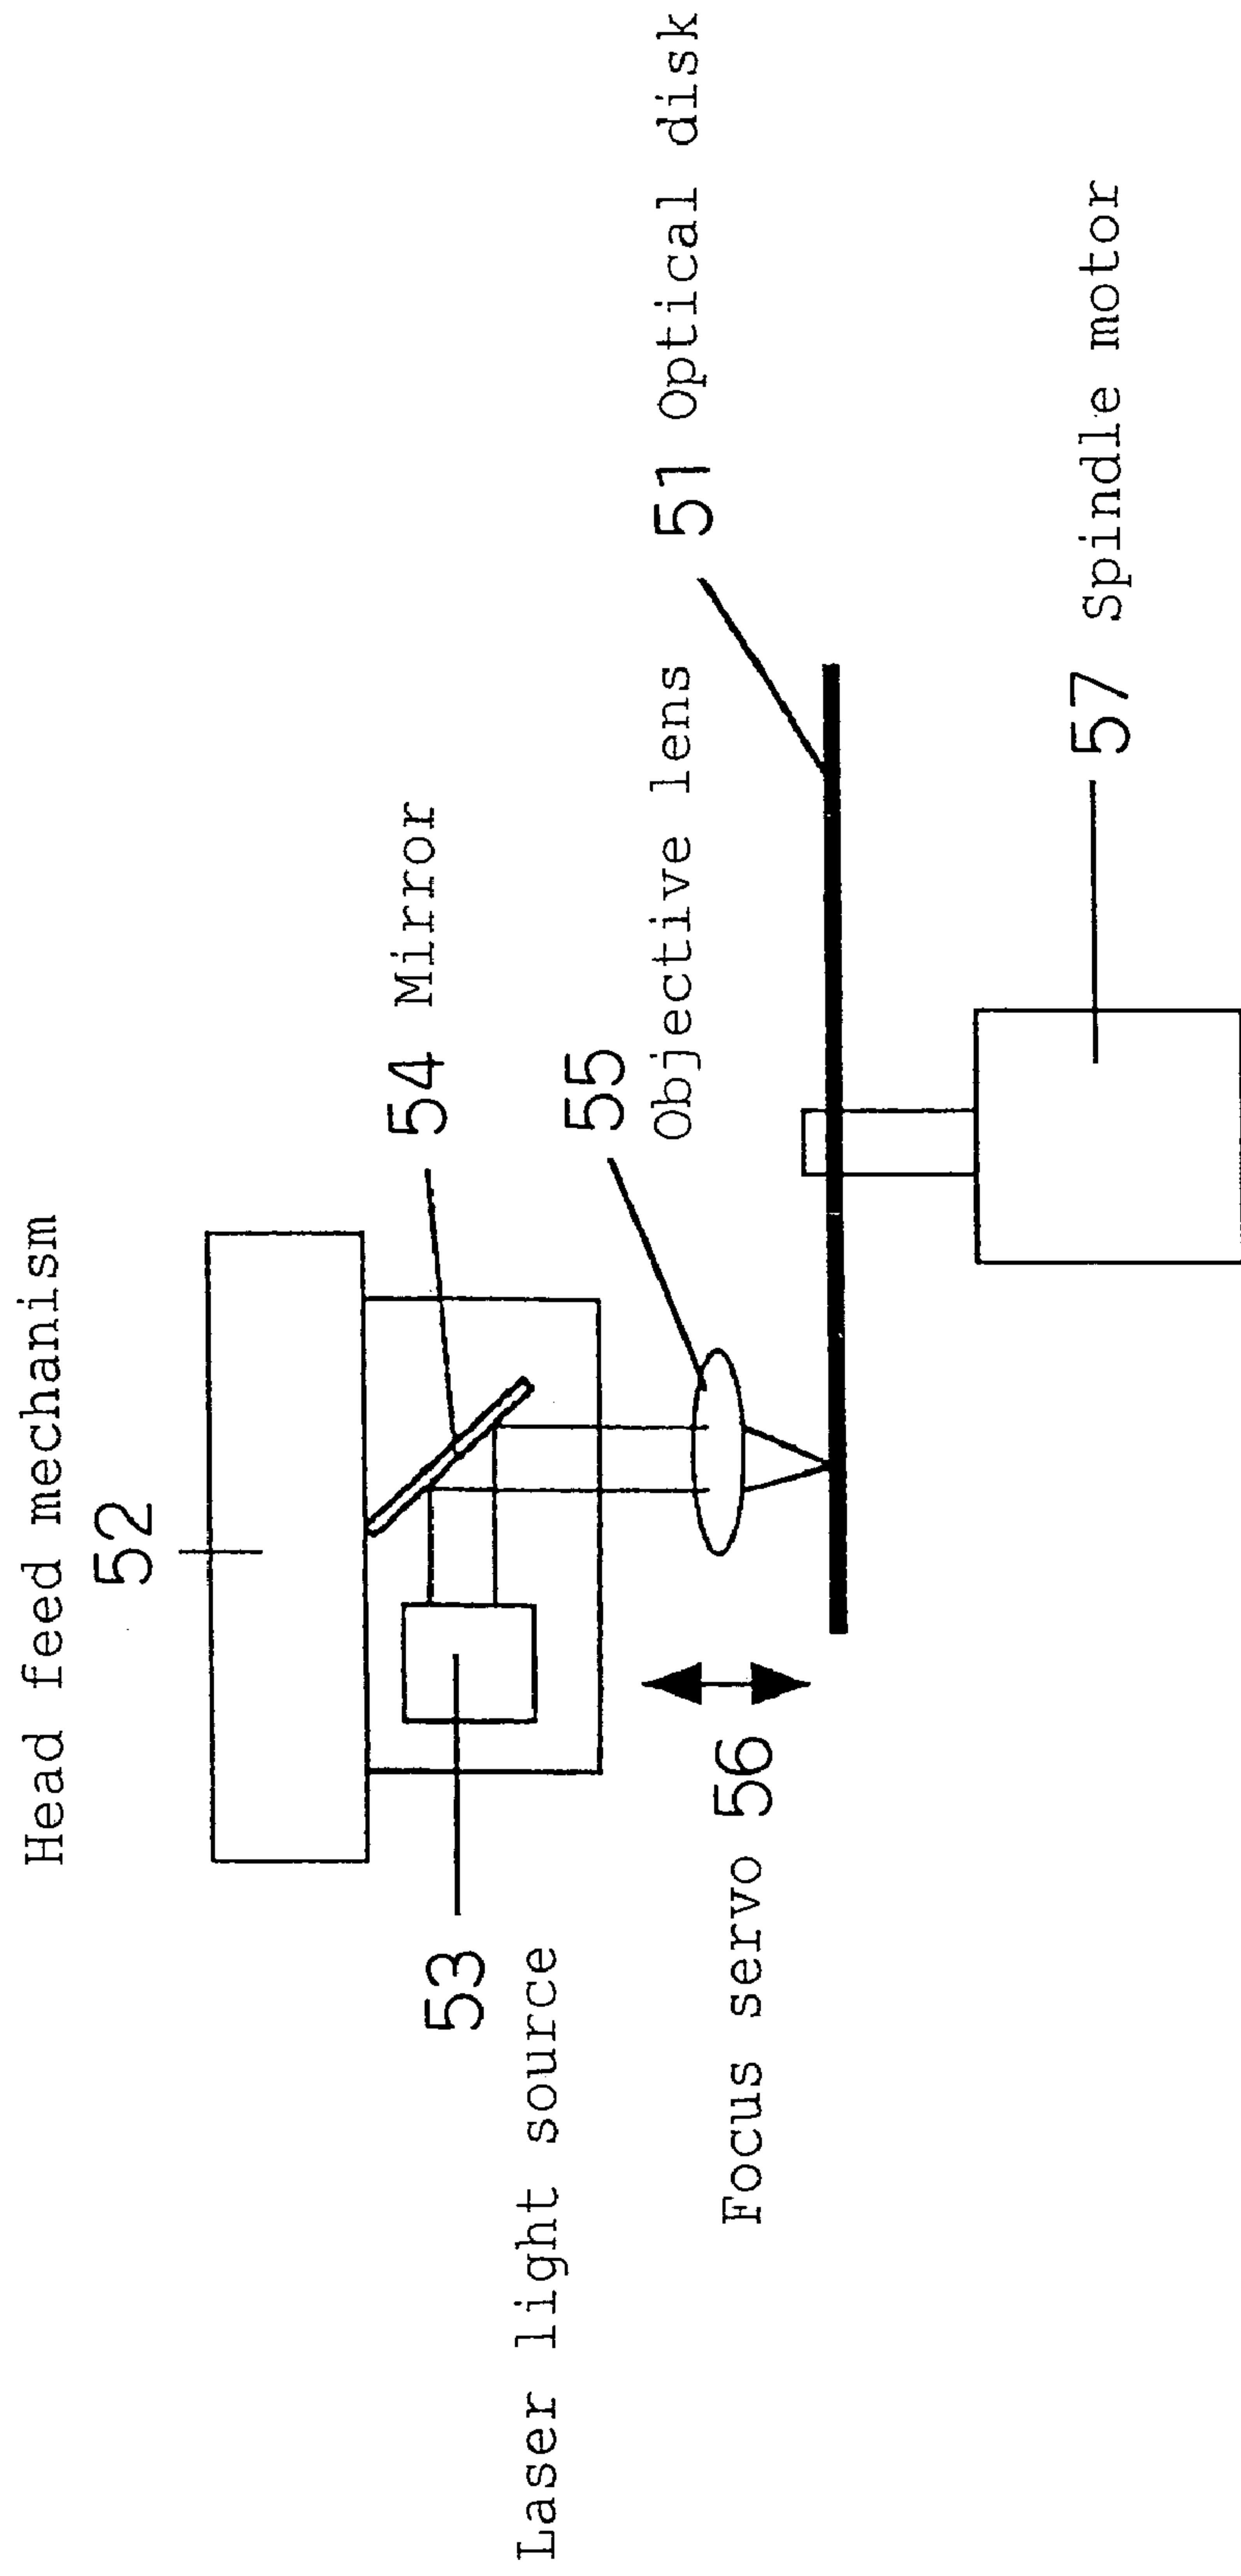 Head feed mechanism
52
54 Mirror
53
Laser light source
55
Objective lens
51 Optical disk
Focus servo 56
57 Spindle motor